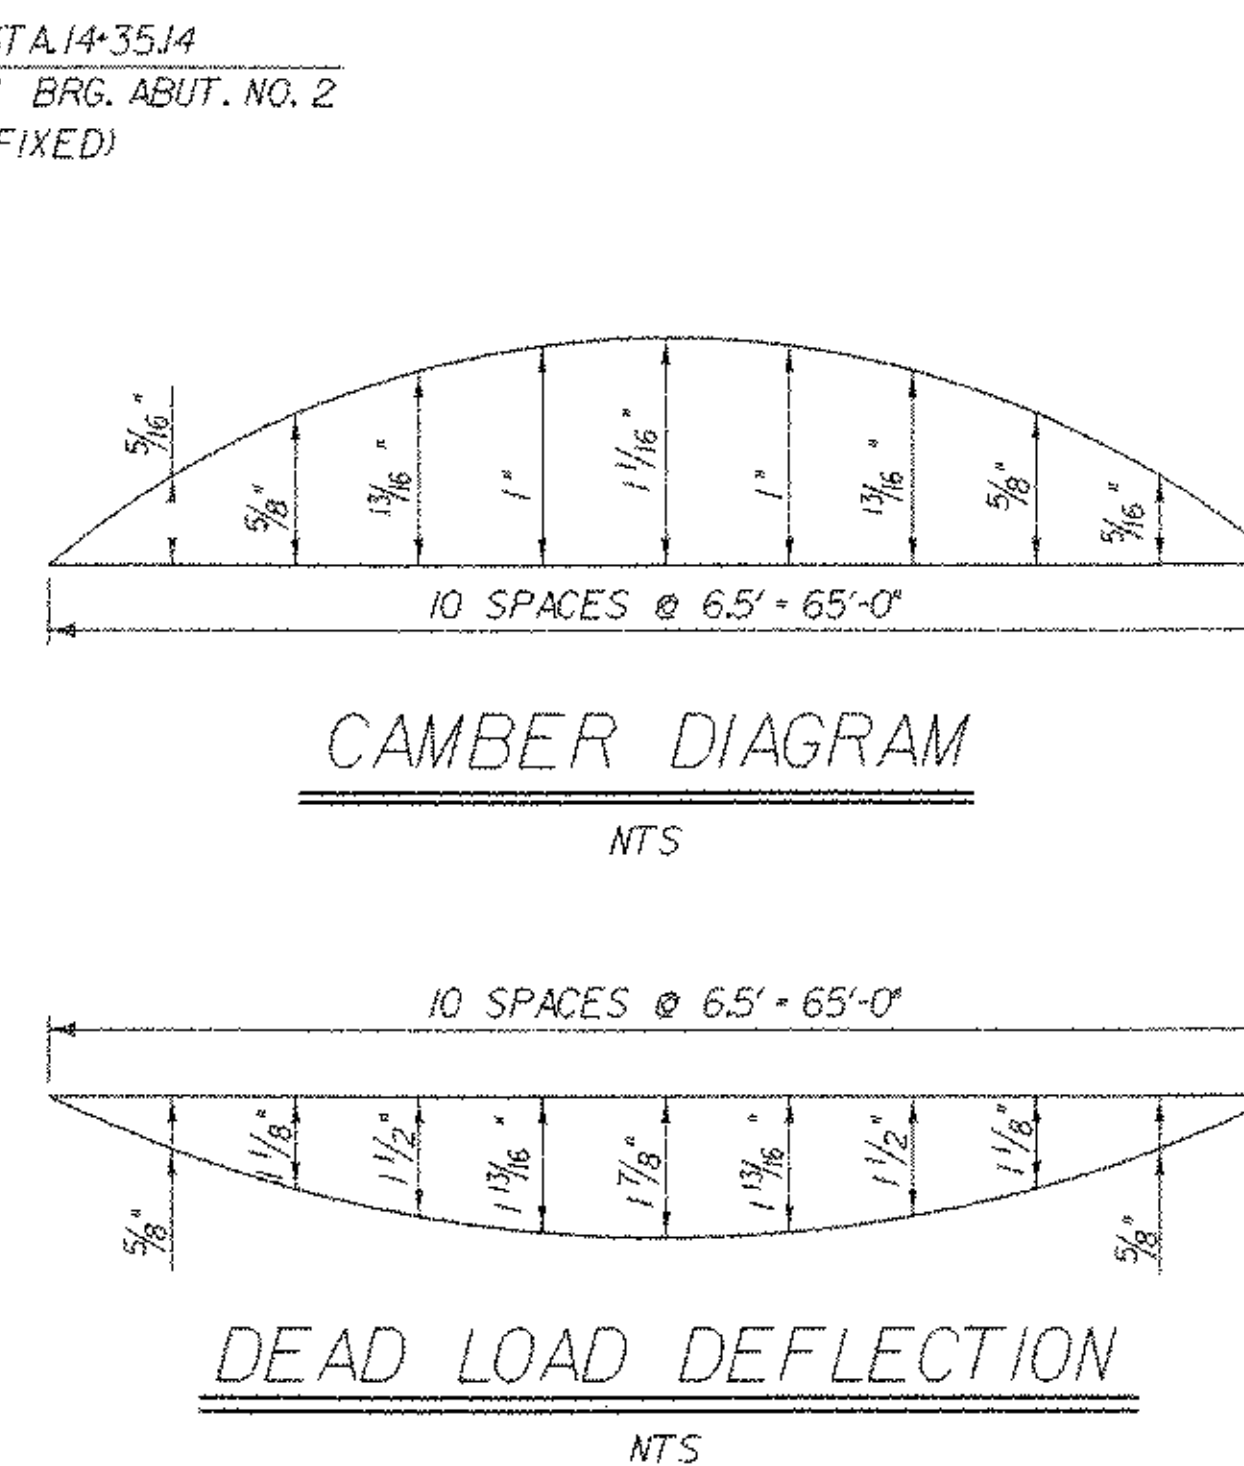 TA.14+35.14
BRG. ABUT. NO. 2
FIXED)
5/16"
5/8"
13/16"
1"
1 1/16"
1"
13/16"
5/8"
5/16"
10 SPACES @ 6.5' = 65'-0"
CAMBER DIAGRAM
NTS
10 SPACES @ 6.5' = 65'-0"
5/8"
1 1/8"
1 1/2"
1 13/16"
1 7/8"
1 13/16"
1 1/2"
1 1/8"
5/8"
DEAD LOAD DEFLECTION
NTS